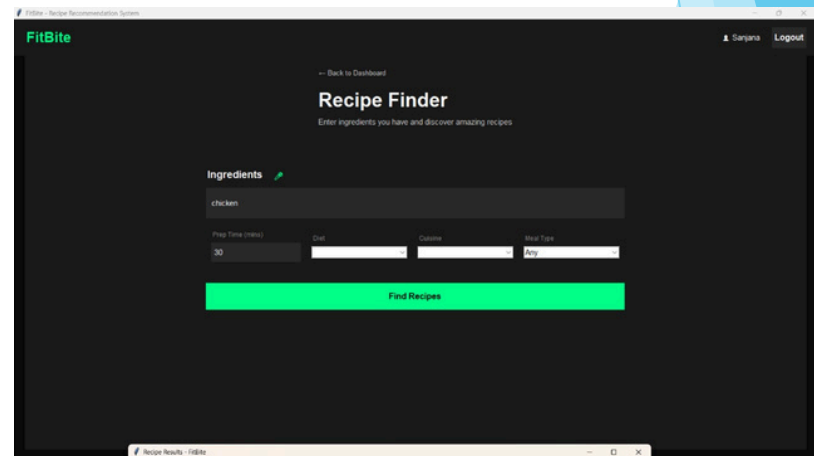 FitBite - Recipe Recommendation System
FitBite
Sanjana
Logout
← Back to Dashboard
Recipe Finder
Enter ingredients you have and discover amazing recipes
Ingredients
chicken
Prep Time (mins)
Diet
Cuisine
Meal Type
30
Any
Find Recipes
Recipe Results - FitBite